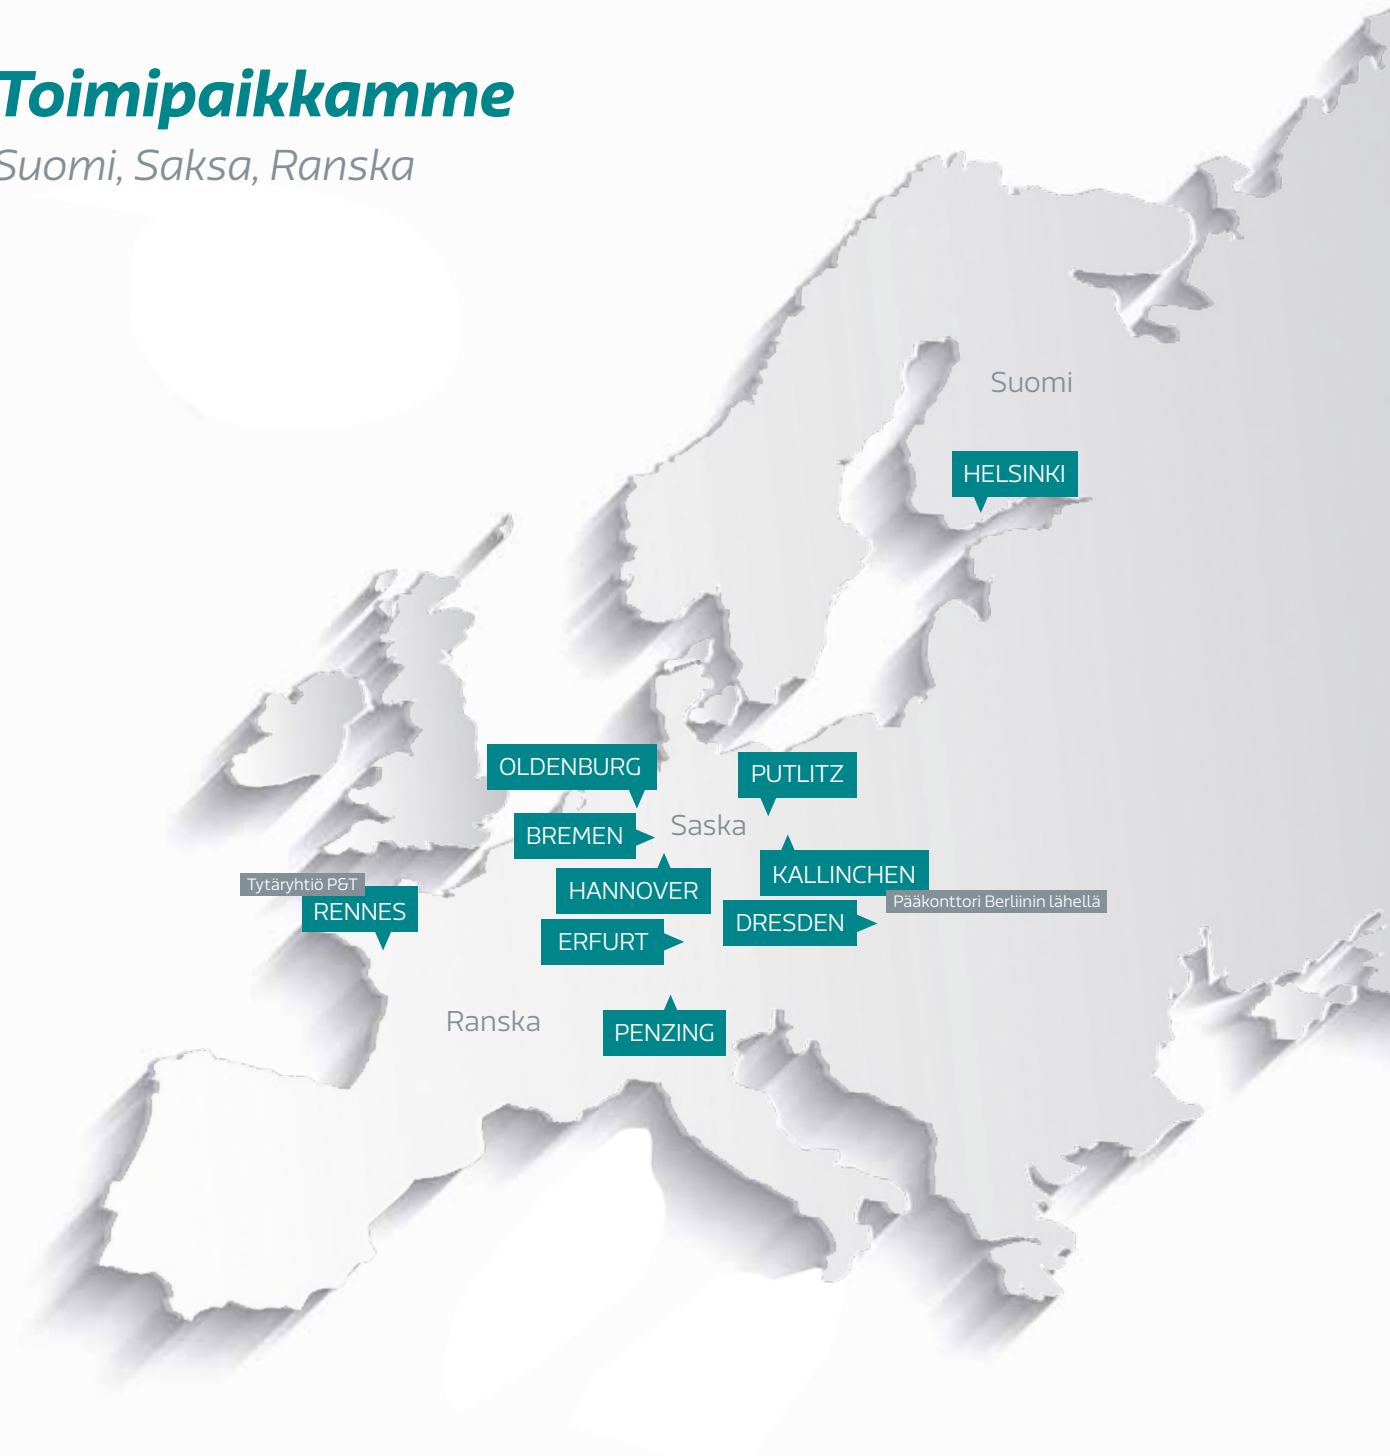 Toimipaikkamme
Suomi, Saksa, Ranska
Suomi
HELSINKI
OLDENBURG
PUTLITZ
BREMEN
Saska
HANNOVER
KALLINCHEN
Pääkonttori Berliinin lähellä
Tytäryhtiö P&T
RENNES
DRESDEN
ERFURT
Ranska
PENZING